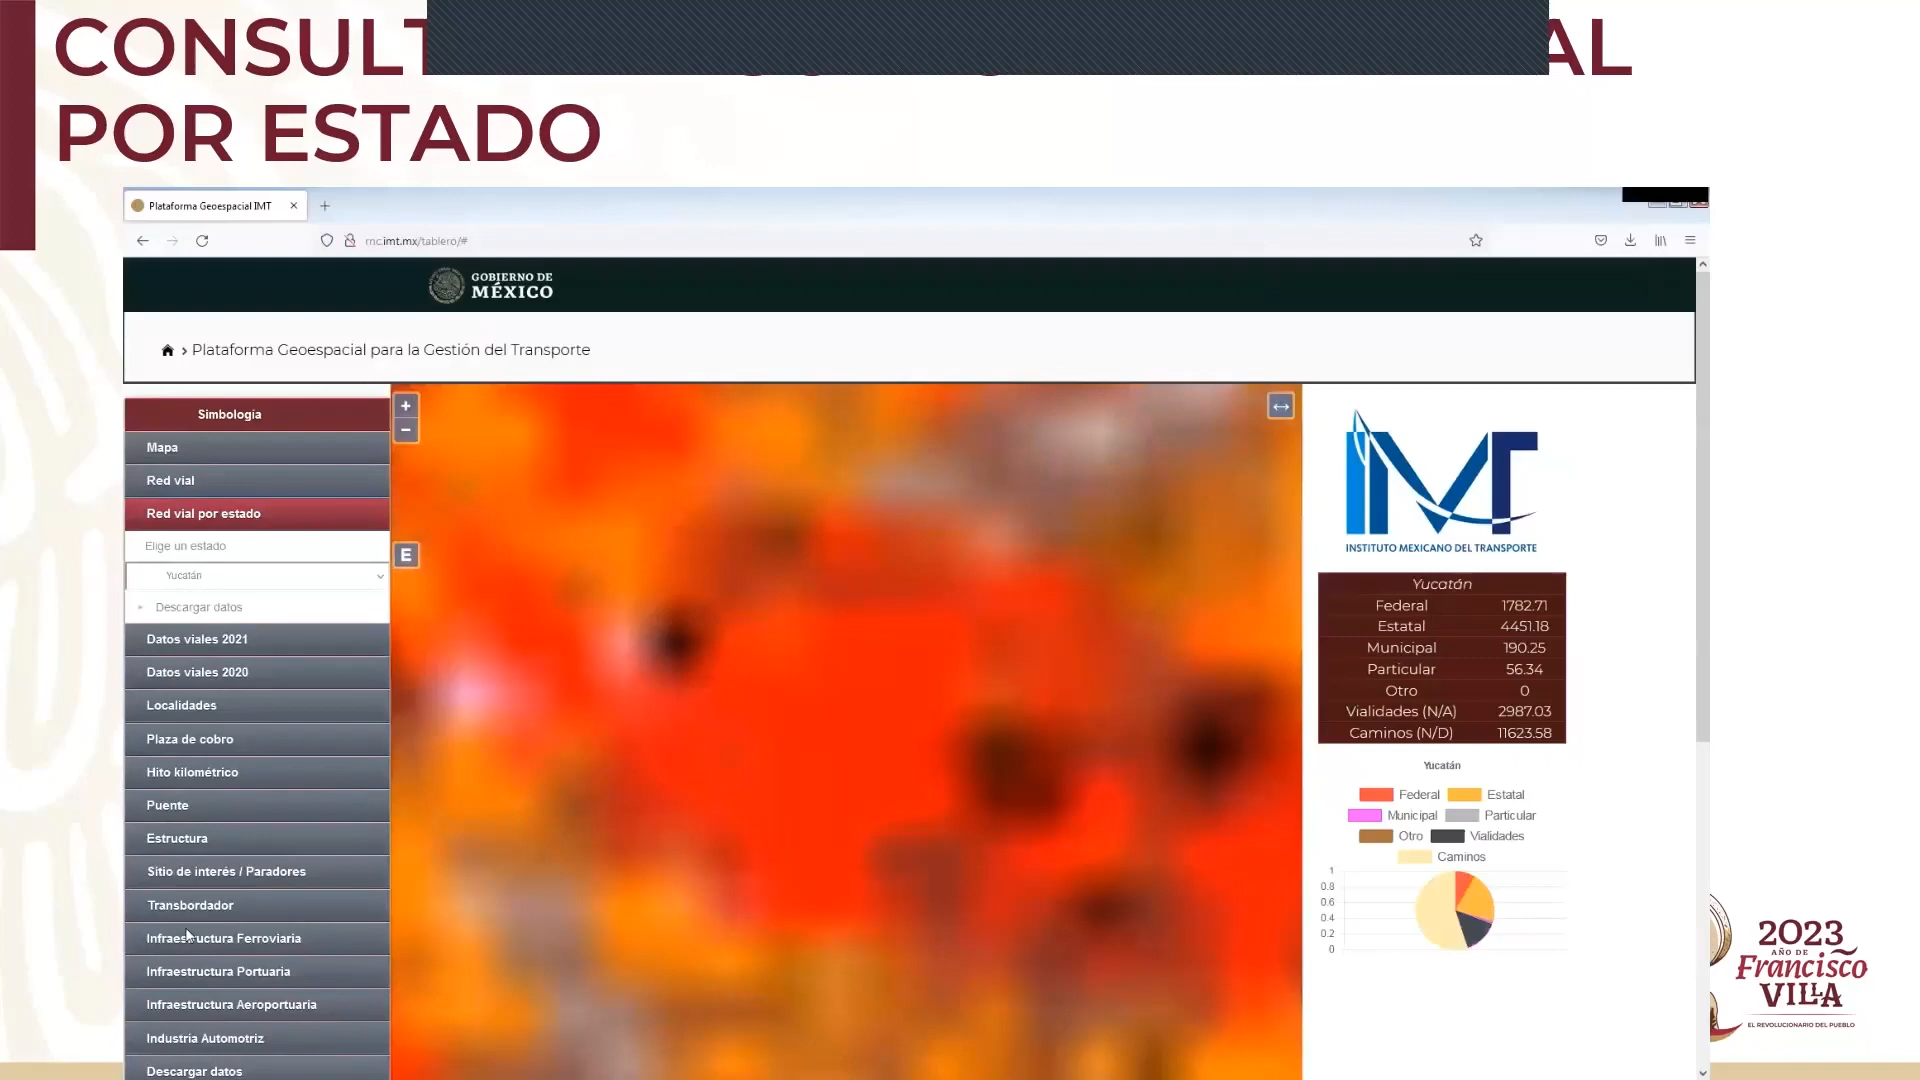 CONSULT AL
POR ESTADO
Plataforma Geoespacial IMT
rnc.imt.mx/tablero/#
GOBIERNO DE
MÉXICO
> Plataforma Geoespacial para la Gestión del Transporte
Simbología
Mapa
Red vial
Red vial por estado
Elige un estado
Yucatán
Descargar datos
Datos viales 2021
Datos viales 2020
Localidades
Plaza de cobro
Hito kilométrico
Puente
Estructura
Sitio de interés / Paradores
Transbordador
Infraestructura Ferroviaria
Infraestructura Portuaria
Infraestructura Aeroportuaria
Industria Automotriz
Descargar datos
+
−
E
IMT
INSTITUTO MEXICANO DEL TRANSPORTE
Yucatán
Federal 1782.71
Estatal 4451.18
Municipal 190.25
Particular 56.34
Otro 0
Vialidades (N/A) 2987.03
Caminos (N/D) 11623.58
Yucatán
Federal Estatal
Municipal Particular
Otro Vialidades
Caminos
1
0.8
0.6
0.4
0.2
0
2023
AÑO DE
Francisco
VILLA
EL REVOLUCIONARIO DEL PUEBLO